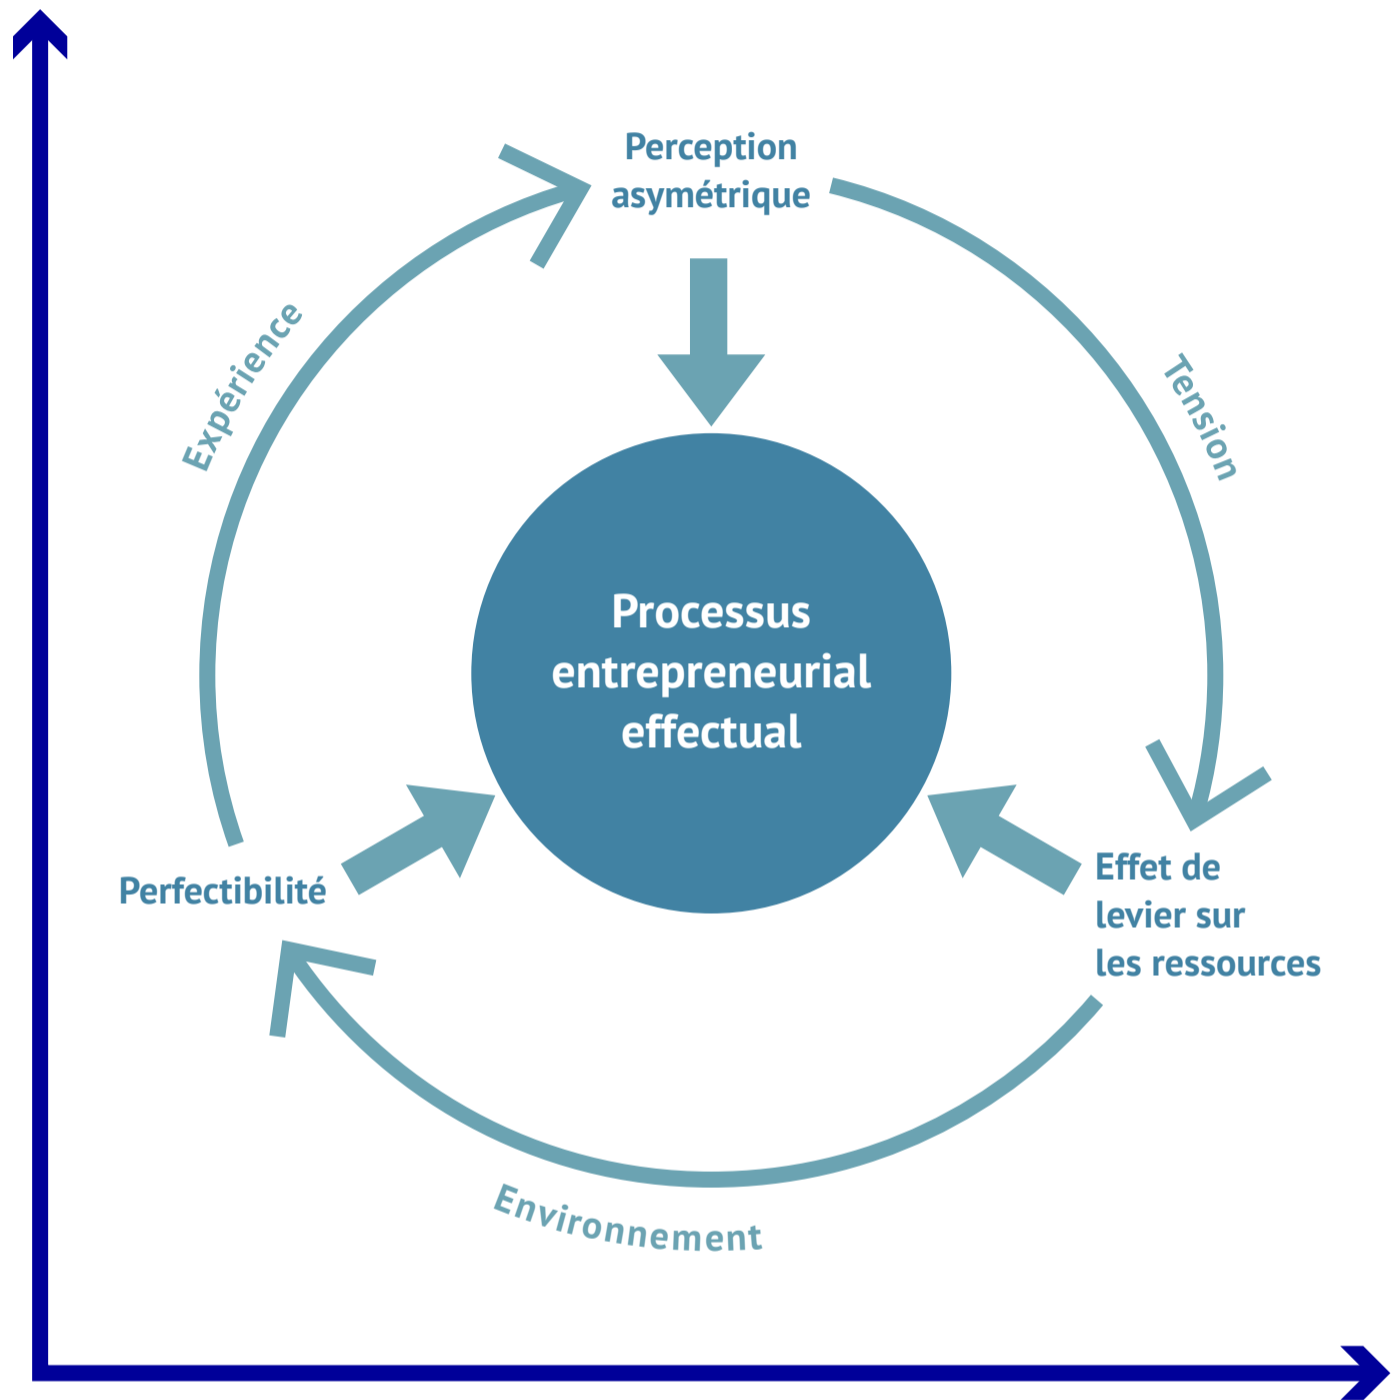 Perception
asymétrique
Expérience
Tension
Processus
entrepreneurial
effectual
Perfectibilité
Effet de
levier sur
les ressources
Environnement